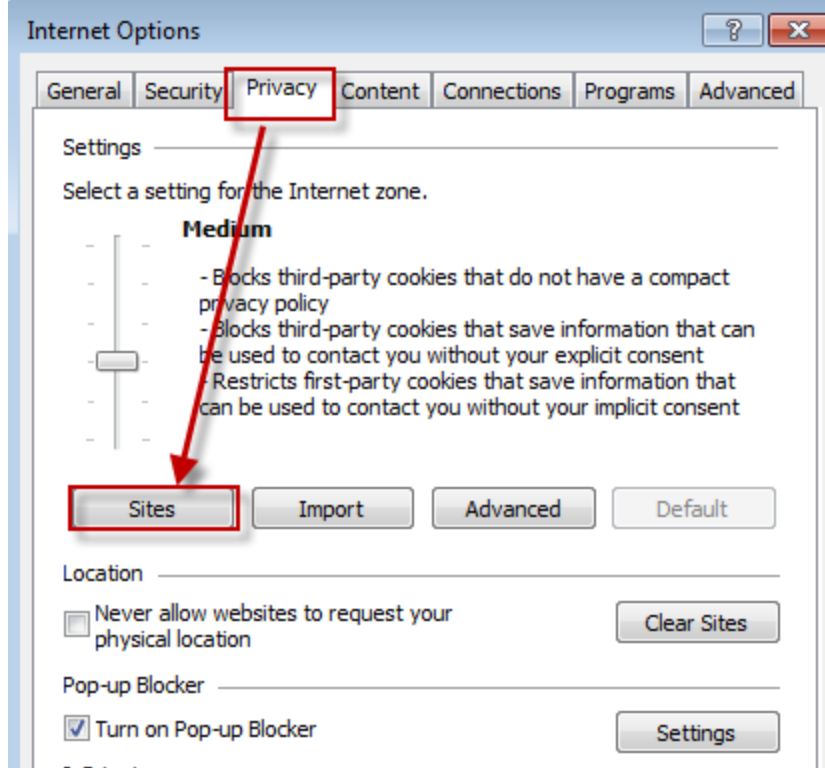 Internet Options
General Security Privacy Content Connections Programs Advanced
Settings
Select a setting for the Internet zone.
Medium
- Blocks third-party cookies that do not have a compact
privacy policy
- Blocks third-party cookies that save information that can
be used to contact you without your explicit consent
- Restricts first-party cookies that save information that
can be used to contact you without your implicit consent
Sites Import Advanced Default
Location
Never allow websites to request your
physical location
Clear Sites
Pop-up Blocker
Turn on Pop-up Blocker
Settings